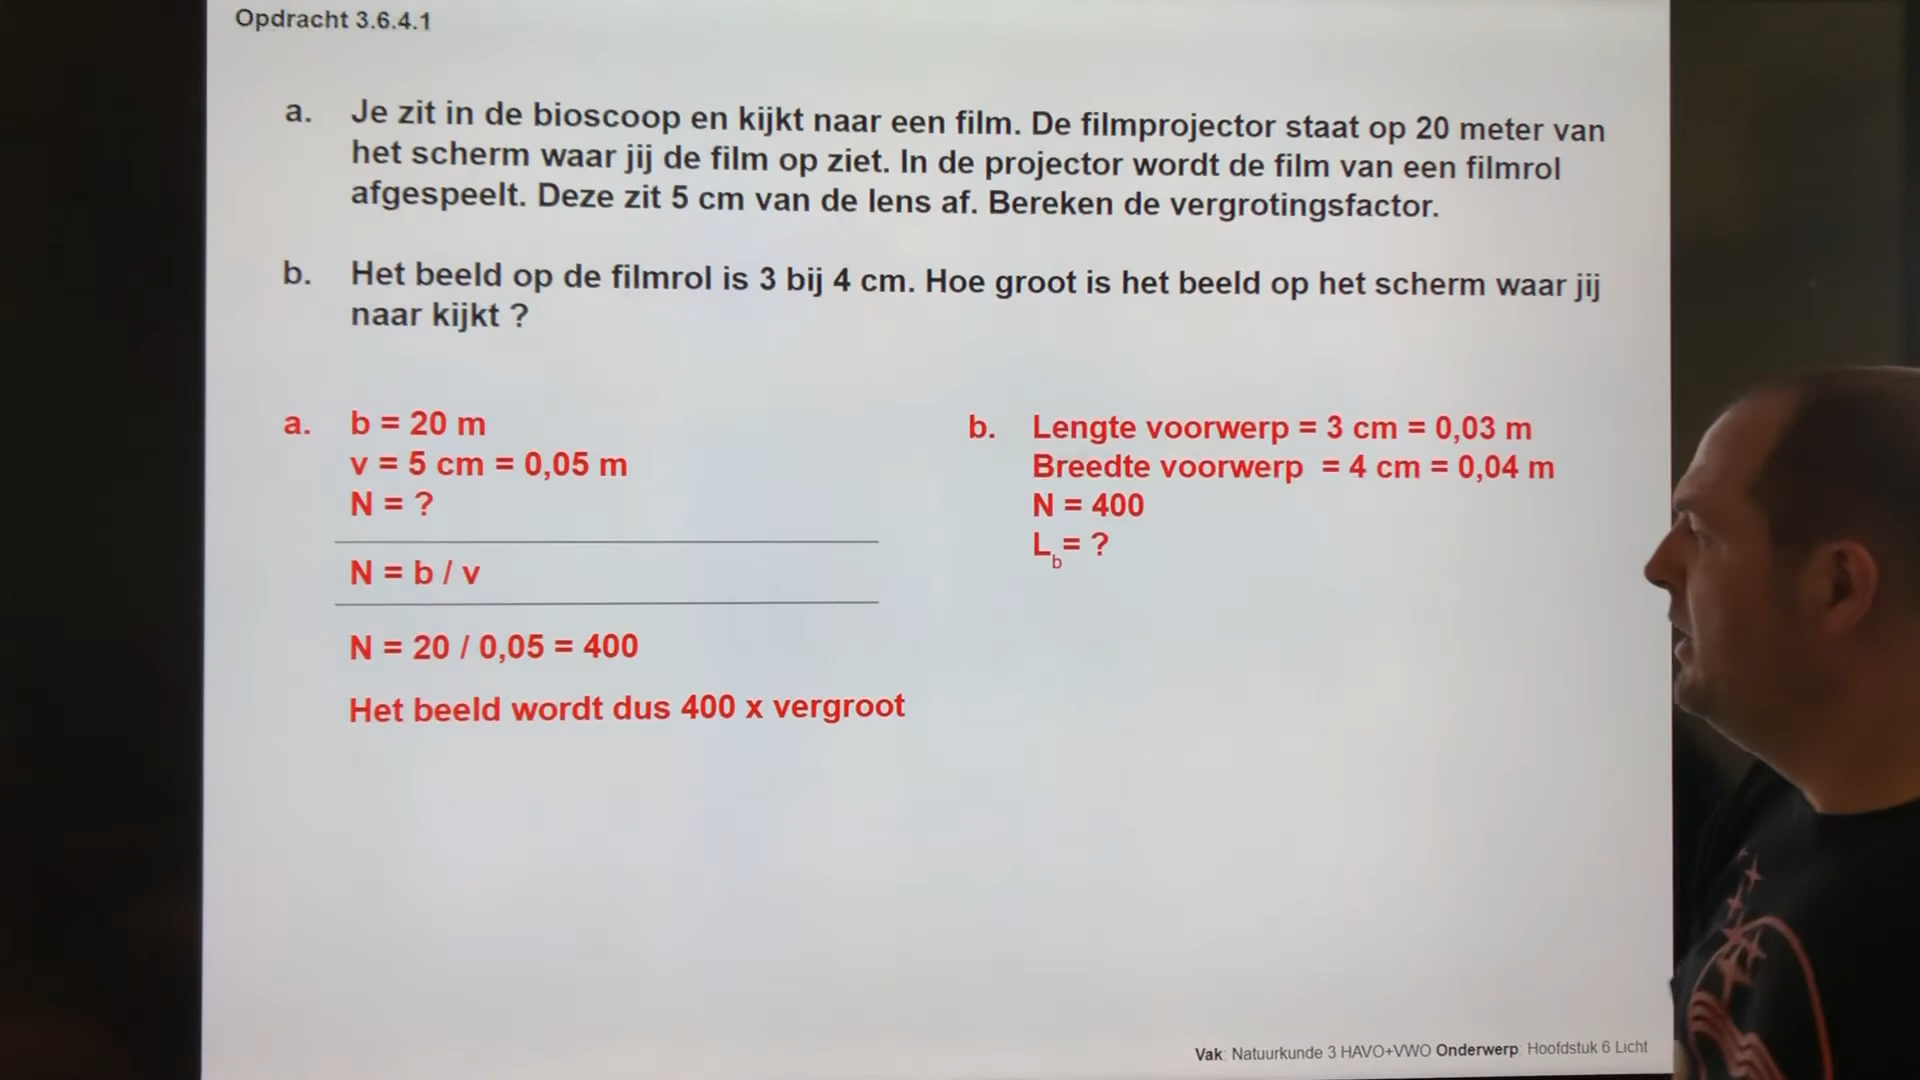 Opdracht 3.6.4.1
a. Je zit in de bioscoop en kijkt naar een film. De filmprojector staat op 20 meter van
het scherm waar jij de film op ziet. In de projector wordt de film van een filmrol
afgespeelt. Deze zit 5 cm van de lens af. Bereken de vergrotingsfactor.
b. Het beeld op de filmrol is 3 bij 4 cm. Hoe groot is het beeld op het scherm waar jij
naar kijkt ?
a. b = 20 m
v = 5 cm = 0,05 m
N = ?
N = b / v
N = 20 / 0,05 = 400
Het beeld wordt dus 400 x vergroot
b. Lengte voorwerp = 3 cm = 0,03 m
Breedte voorwerp = 4 cm = 0,04 m
N = 400
Lb = ?
Vak: Natuurkunde 3 HAVO+VWO Onderwerp: Hoofdstuk 6 Licht